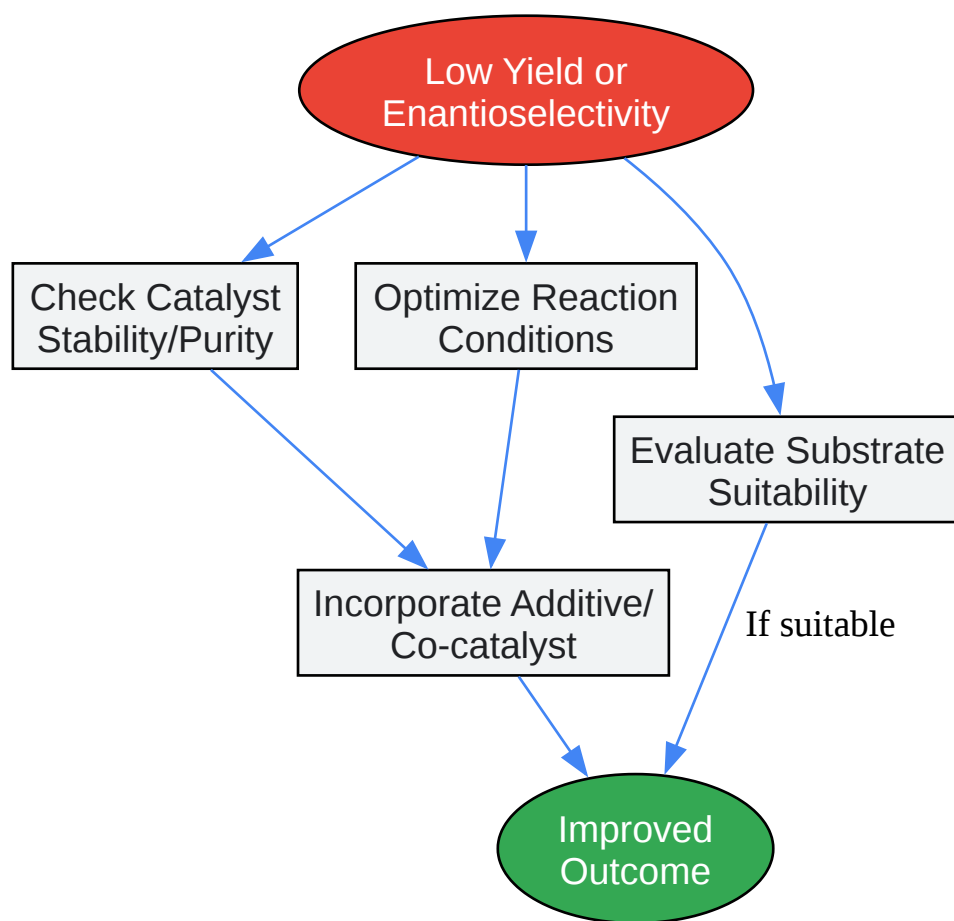 Low Yield or
Enantioselectivity
Check Catalyst
Stability/Purity
Optimize Reaction
Conditions
Evaluate Substrate
Suitability
Incorporate Additive/
Co-catalyst
If suitable
Improved
Outcome